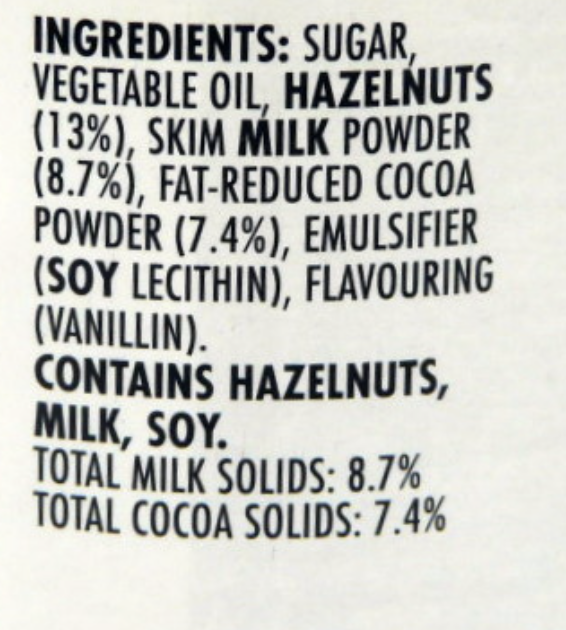 INGREDIENTS: SUGAR,
VEGETABLE OIL, HAZELNUTS
(13%), SKIM MILK POWDER
(8.7%), FAT-REDUCED COCOA
POWDER (7.4%), EMULSIFIER
(SOY LECITHIN), FLAVOURING
(VANILLIN).
CONTAINS HAZELNUTS,
MILK, SOY.
TOTAL MILK SOLIDS: 8.7%
TOTAL COCOA SOLIDS: 7.4%